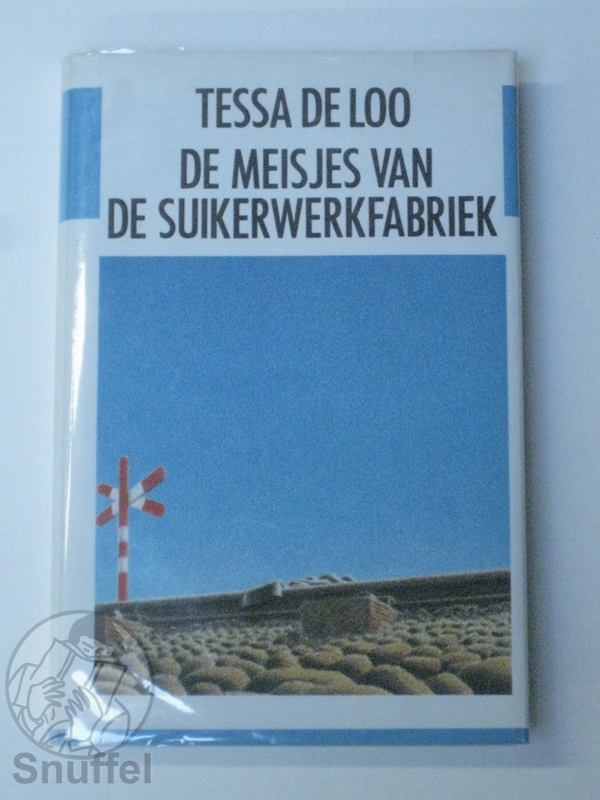 TESSA DE LOO
DE MEISJES VAN
DE SUIKERWERKFABRIEK
Snuffel